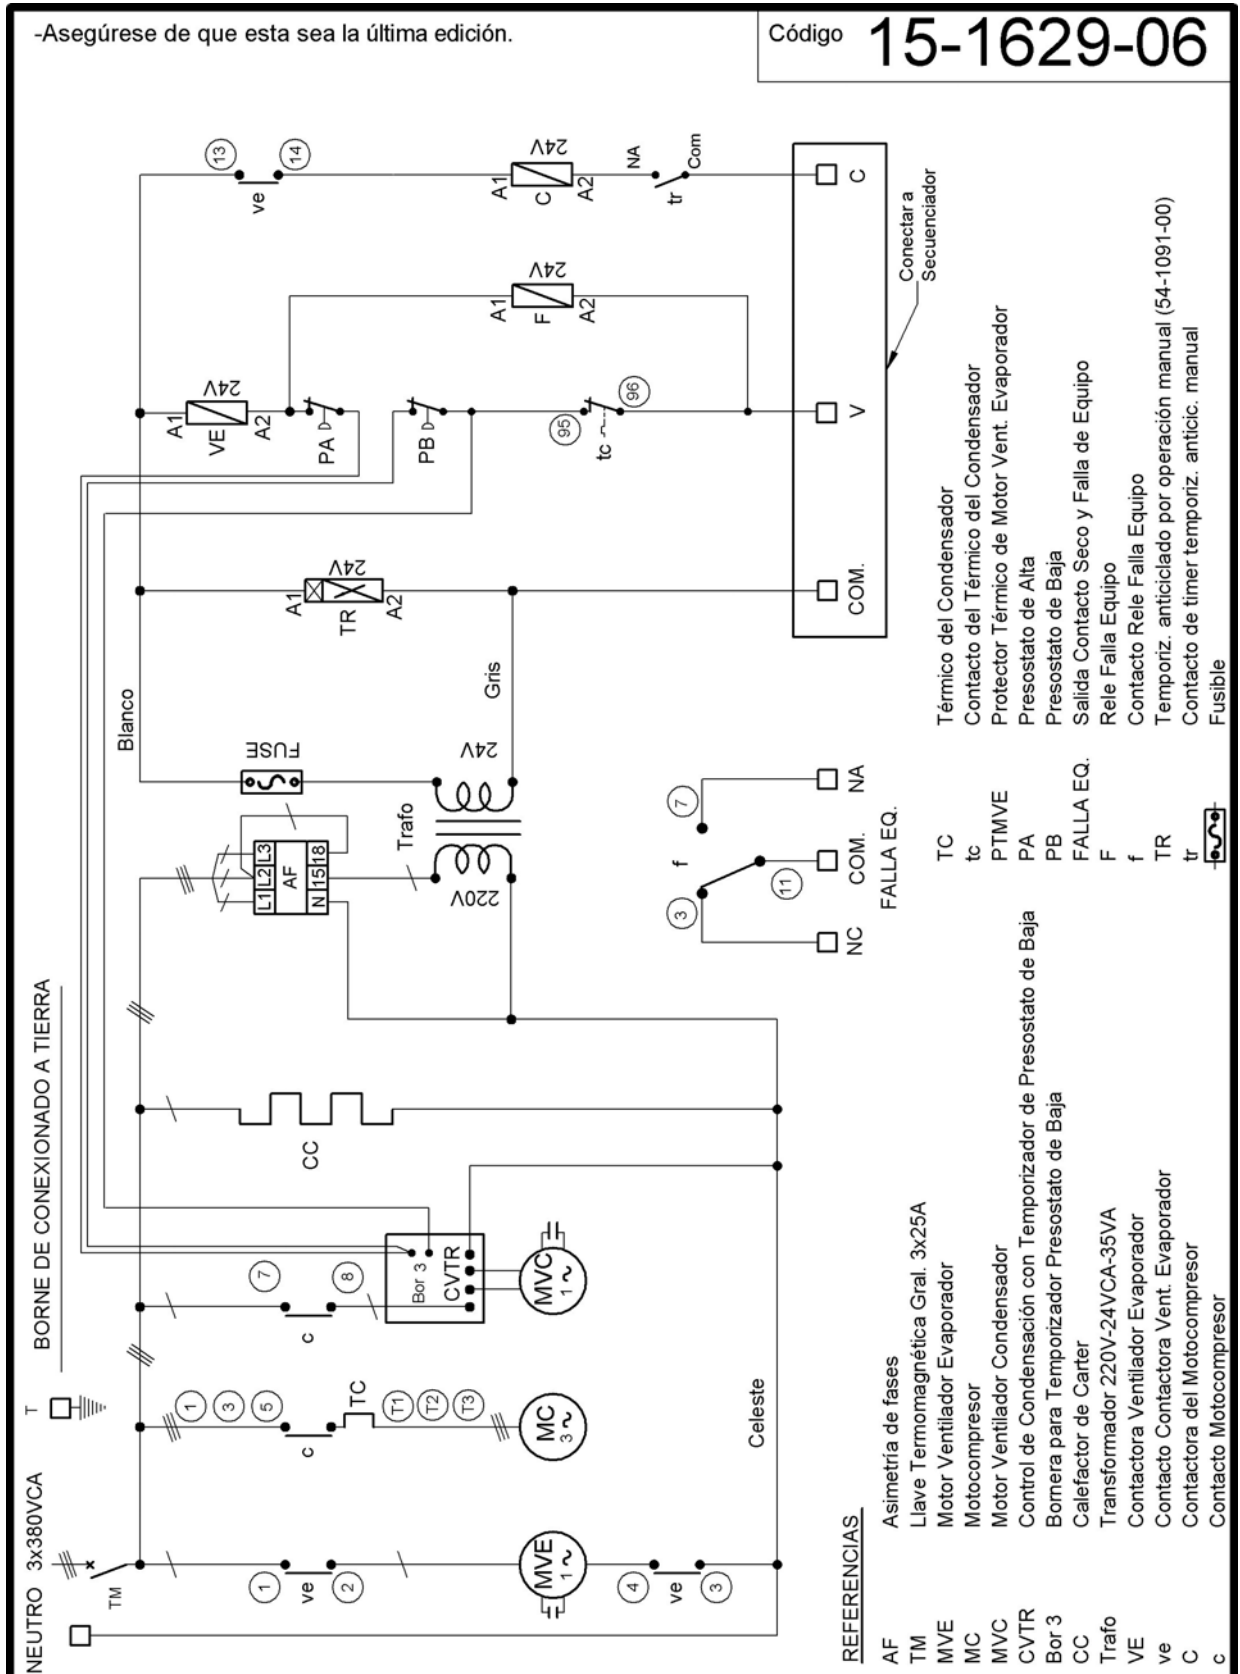 -Asegúrese de que esta sea la última edición.
Código 15-1629-06
NEUTRO 3x380VCA
T
BORNE DE CONEXIONADO A TIERRA
TM
1
ve
2
MVE
1 ~
4
ve
3
1
3
5
c
TC
T1
T2
T3
MC
3 ~
7
c
8
Bor 3
CVTR
MVC
1 ~
CC
Celeste
L1 L2 L3
AF
N 15 18
Trafo
220V
24V
FUSE
Blanco
Gris
A1
TR
24V
A2
A1
VE
24V
A2
PA
PB
95
tc
96
A1
F
24V
A2
13
ve
14
A1
C
24V
A2
NA
tr
Com
COM.
V
C
Conectar a
Secuenciador
3
f
7
11
NC
COM.
NA
FALLA EQ.
REFERENCIAS
AF Asimetría de fases
TM Llave Termomagnética Gral. 3x25A
MVE Motor Ventilador Evaporador
MC Motocompresor
MVC Motor Ventilador Condensador
CVTR Control de Condensación con Temporizador de Presostato de Baja
Bor 3 Bornera para Temporizador Presostato de Baja
CC Calefactor de Carter
Trafo Transformador 220V-24VCA-35VA
VE Contactora Ventilador Evaporador
ve Contacto Contactora Vent. Evaporador
C Contactora del Motocompresor
c Contacto Motocompresor
TC Térmico del Condensador
tc Contacto del Térmico del Condensador
PTMVE Protector Térmico de Motor Vent. Evaporador
PA Presostato de Alta
PB Presostato de Baja
FALLA EQ. Salida Contacto Seco y Falla de Equipo
F Rele Falla Equipo
f Contacto Rele Falla Equipo
TR Temporiz. anticiclado por operación manual (54-1091-00)
tr Contacto de timer temporiz. anticic. manual
Fusible